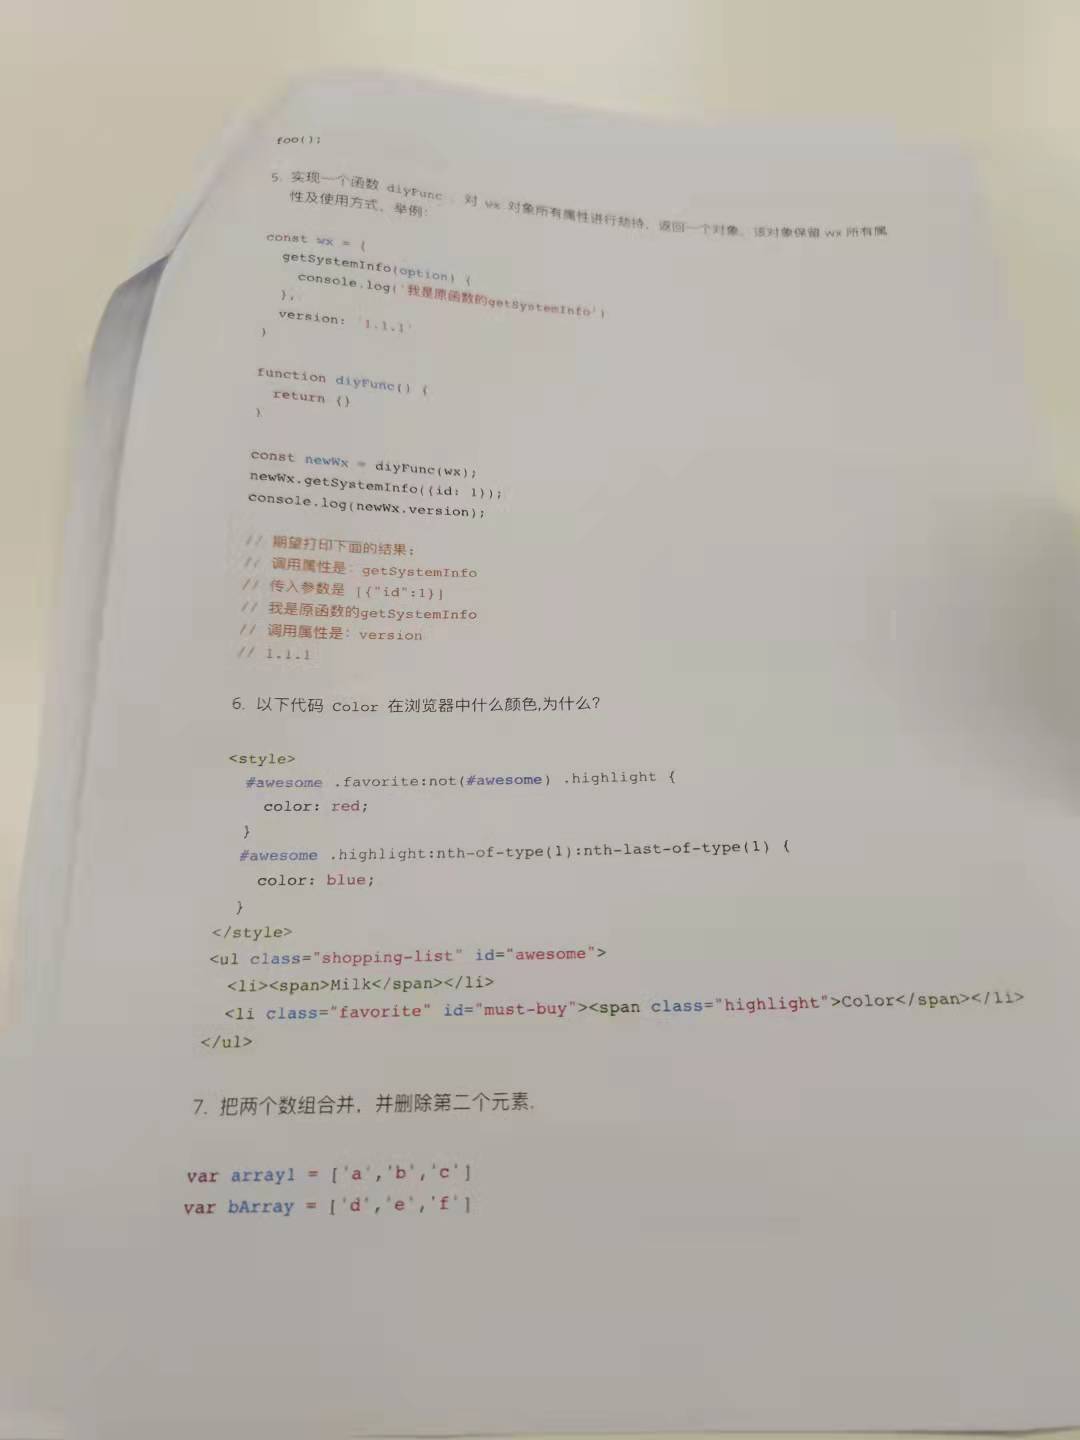 foo();
5. 实现一个函数 diyFunc ，对 wx 对象所有属性进行劫持，返回一个对象，该对象保留 wx 所有属
性及使用方式，举例：
const wx = {
getSystemInfo(option) {
console.log('我是原函数的getSystemInfo')
},
version: '1.1.1'
}
function diyFunc() {
return {}
}
const newWx = diyFunc(wx);
newWx.getSystemInfo({id: 1});
console.log(newWx.version);
// 期望打印下面的结果：
// 调用属性是：getSystemInfo
// 传入参数是 [{"id":1}]
// 我是原函数的getSystemInfo
// 调用属性是：version
// 1.1.1
6. 以下代码 Color 在浏览器中什么颜色,为什么?
<style>
#awesome .favorite:not(#awesome) .highlight {
color: red;
}
#awesome .highlight:nth-of-type(1):nth-last-of-type(1) {
color: blue;
}
</style>
<ul class="shopping-list" id="awesome">
<li><span>Milk</span></li>
<li class="favorite" id="must-buy"><span class="highlight">Color</span></li>
</ul>
7. 把两个数组合并，并删除第二个元素.
var array1 = ['a','b','c']
var bArray = ['d','e','f']